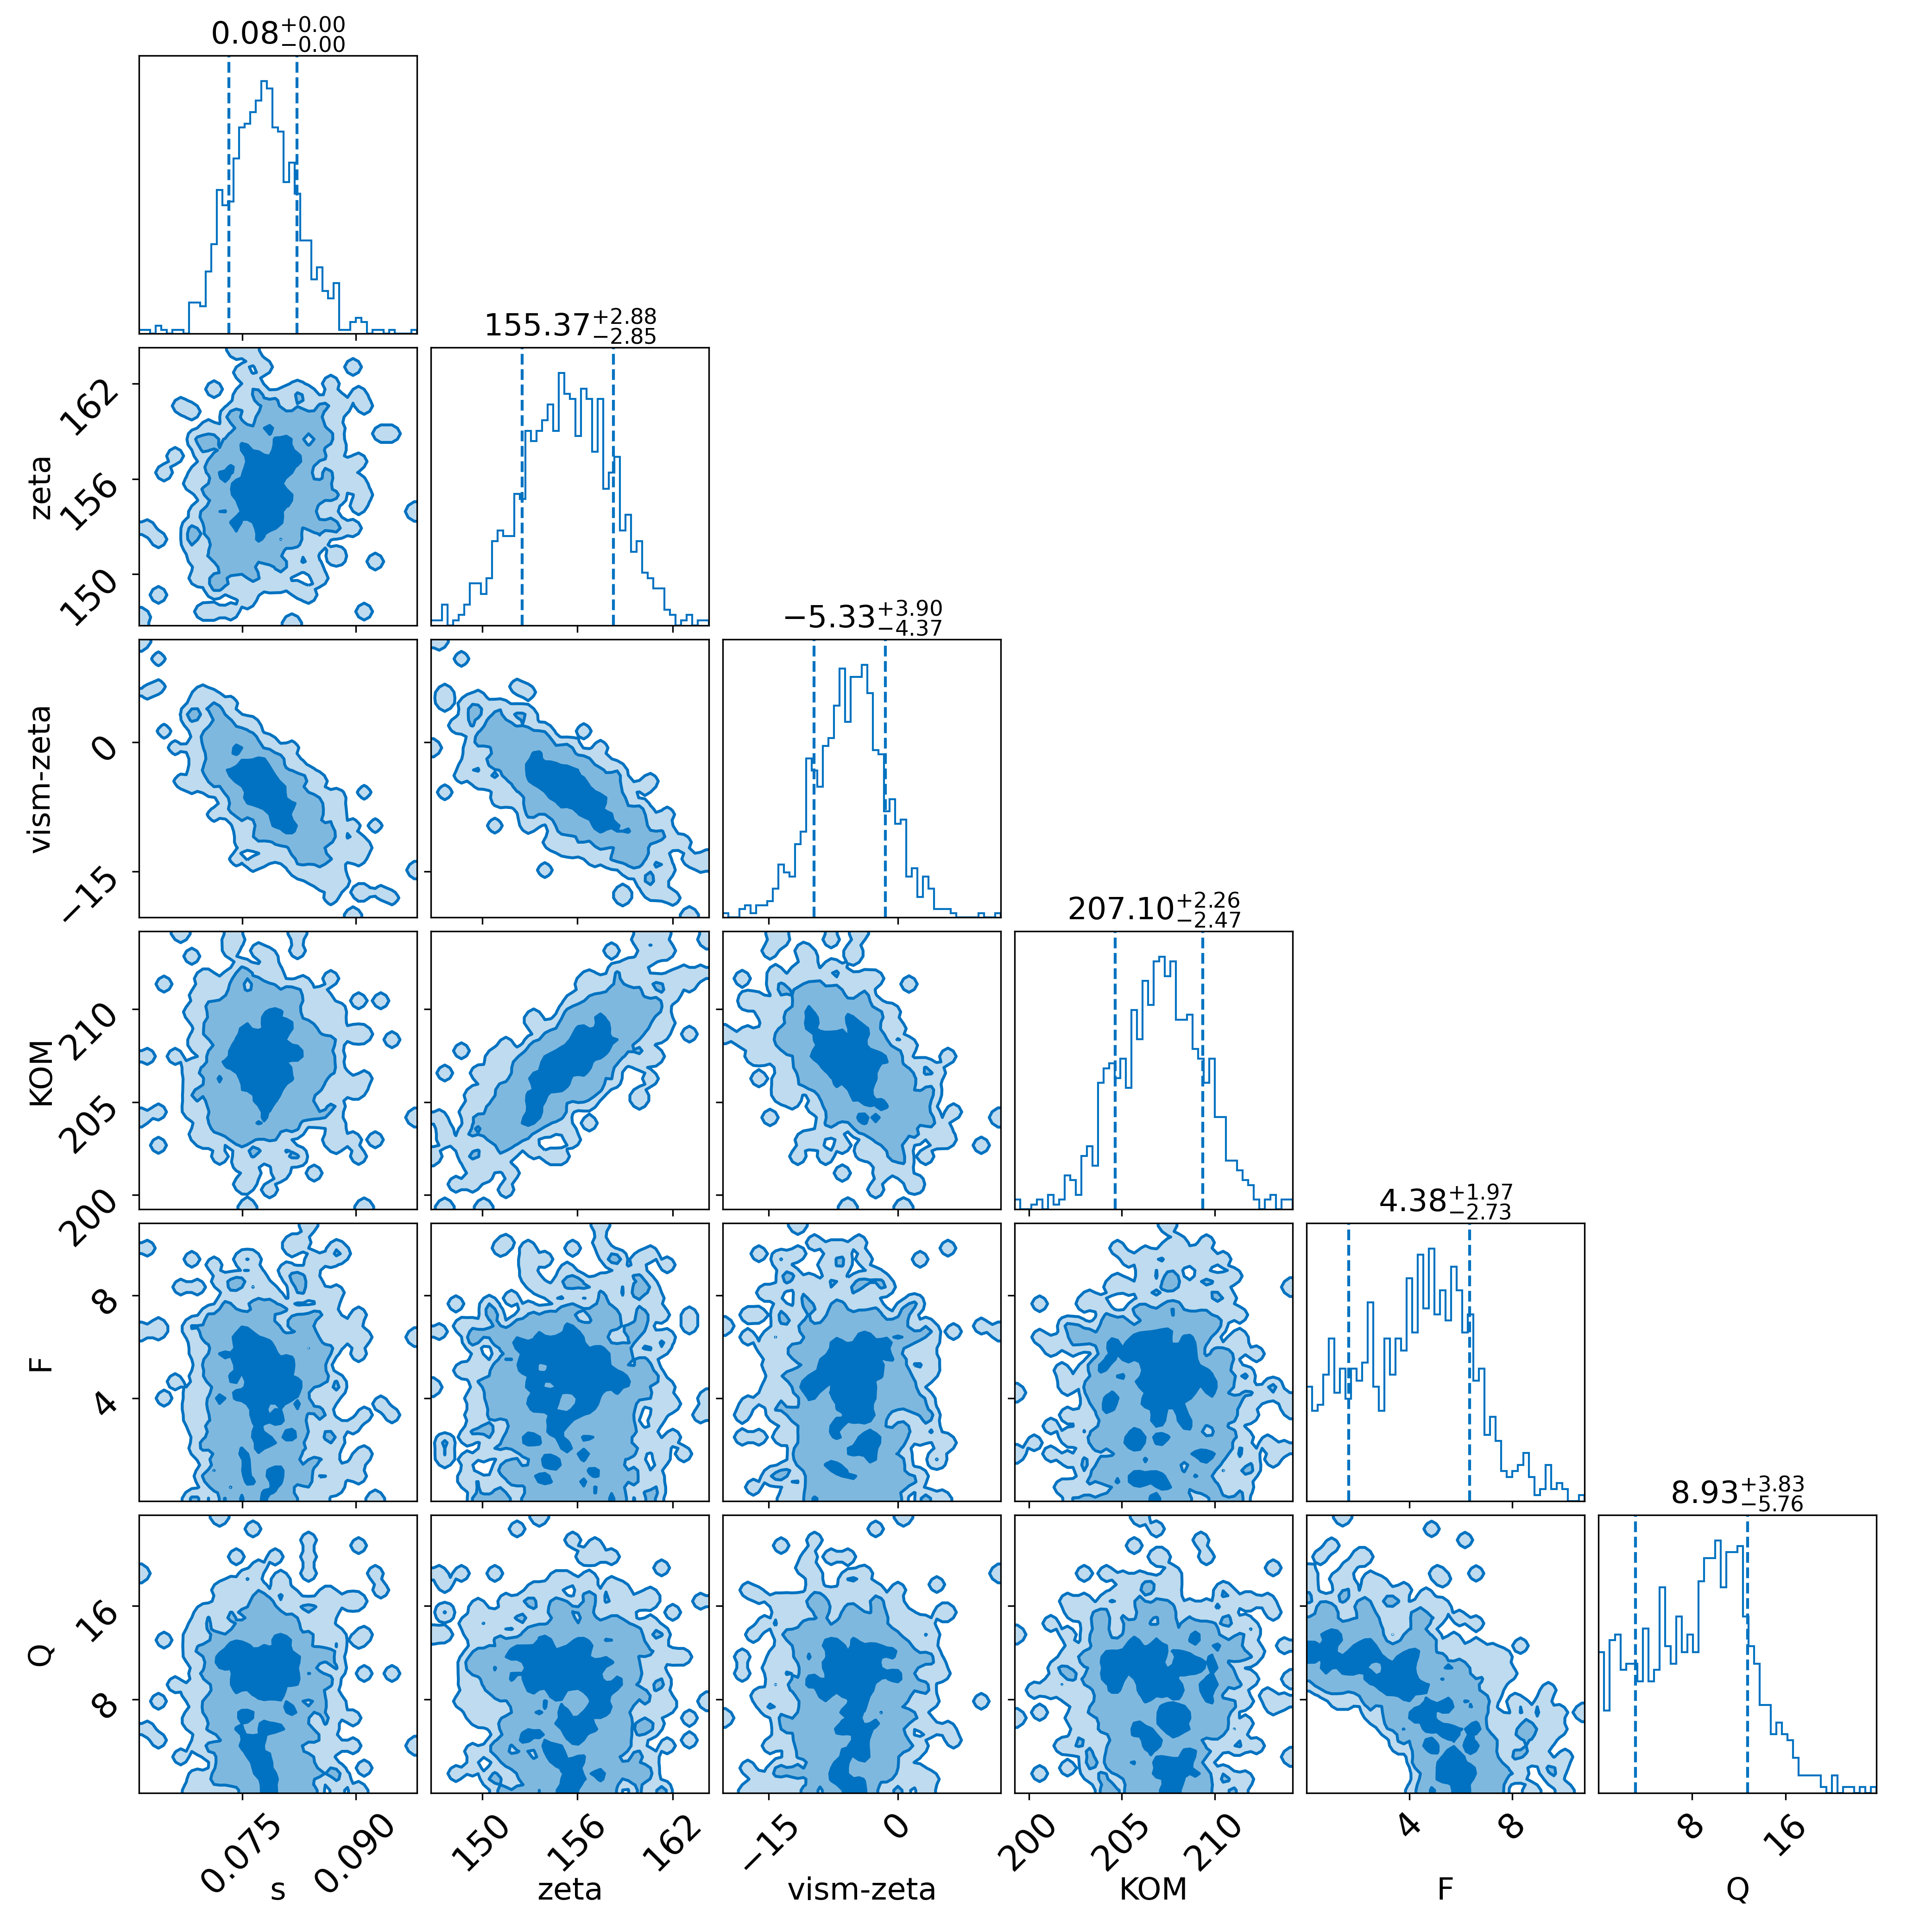 0.08+0.00−0.00
155.37+2.88−2.85
zeta
162
156
150
−5.33+3.90−4.37
vism-zeta
0
−15
207.10+2.26−2.47
KOM
210
205
200
4.38+1.97−2.73
F
8
4
8.93+3.83−5.76
Q
16
8
0.075 0.090 150 156 162 −15 0 200 205 210 4 8 8 16
s zeta vism-zeta KOM F Q